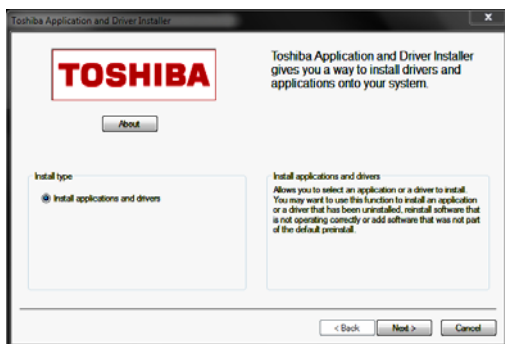 Toshiba Application and Driver Installer
x
TOSHIBA
Toshiba Application and Driver Installer
gives you a way to install drivers and
applications onto your system.
About
Install type
Install applications and drivers
Install applications and drivers
Allows you to select an application or a driver to install.
You may want to use this function to install an application
or a driver that has been uninstalled, reinstall software that
is not operating correctly or add software that was not part
of the default preinstall.
< Back
Next >
Cancel